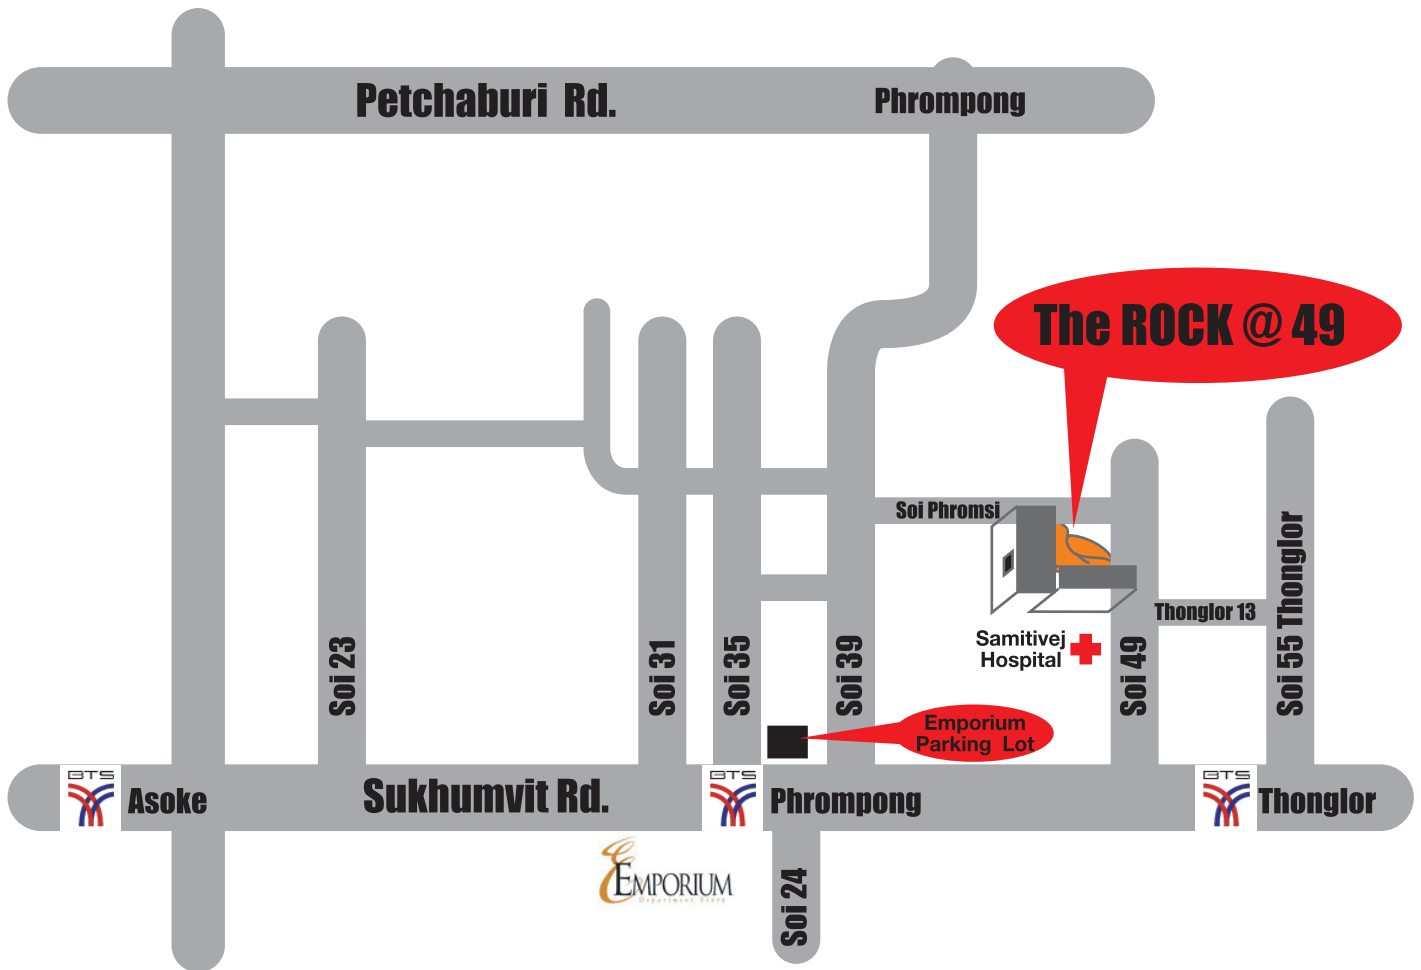 Petchaburi Rd.
Phrompong
The ROCK @ 49
Soi Phromsi
Thonglor 13
Samitivej
Hospital
Soi 23
Soi 31
Soi 35
Soi 39
Soi 49
Soi 55 Thonglor
Emporium
Parking Lot
BTS
Asoke
Sukhumvit Rd.
BTS
Phrompong
BTS
Thonglor
EMPORIUM
Department Store
Soi 24